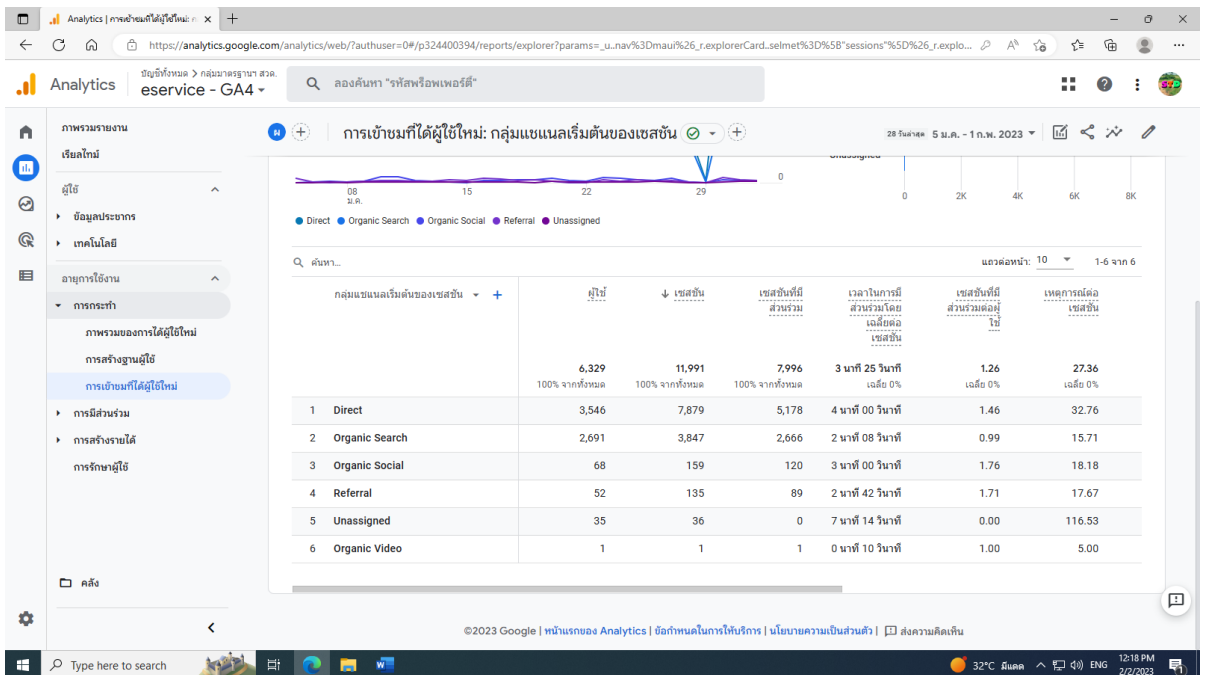 Analytics | การเข้าชมที่ได้ผู้ใช้ใหม่: ก
https://analytics.google.com/analytics/web/?authuser=0#/p324400394/reports/explorer?params=_u..nav%3Dmaui%26_r.explorerCard..selmet%3D%5B"sessions"%5D%26_r.explo...
Analytics
บัญชีทั้งหมด > กลุ่มมาตรฐานฯ สวด.
eservice - GA4
ลองค้นหา "รหัสพร็อพเพอร์ตี้"
ภาพรวมรายงาน
เรียลไทม์
ผู้ใช้
ข้อมูลประชากร
เทคโนโลยี
อายุการใช้งาน
การกระทำ
ภาพรวมของการได้ผู้ใช้ใหม่
การสร้างฐานผู้ใช้
การเข้าชมที่ได้ผู้ใช้ใหม่
การมีส่วนร่วม
การสร้างรายได้
การรักษาผู้ใช้
คลัง
ผ การเข้าชมที่ได้ผู้ใช้ใหม่: กลุ่มแชแนลเริ่มต้นของเซสชัน
28 วันล่าสุด 5 ม.ค. - 1 ก.พ. 2023
Unassigned
0
08 15 22 29
ม.ค.
0 2K 4K 6K 8K
Direct Organic Search Organic Social Referral Unassigned
ค้นหา...
แถวต่อหน้า: 10 1-6 จาก 6
กลุ่มแชแนลเริ่มต้นของเซสชัน
ผู้ใช้
เซสชัน
เซสชันที่มี
ส่วนร่วม
เวลาในการมี
ส่วนร่วมโดย
เฉลี่ยต่อ
เซสชัน
เซสชันที่มี
ส่วนร่วมต่อผู้
ใช้
เหตุการณ์ต่อ
เซสชัน
6,329 11,991 7,996 3 นาที 25 วินาที 1.26 27.36
100% จากทั้งหมด 100% จากทั้งหมด 100% จากทั้งหมด เฉลี่ย 0% เฉลี่ย 0% เฉลี่ย 0%
1 Direct 3,546 7,879 5,178 4 นาที 00 วินาที 1.46 32.76
2 Organic Search 2,691 3,847 2,666 2 นาที 08 วินาที 0.99 15.71
3 Organic Social 68 159 120 3 นาที 00 วินาที 1.76 18.18
4 Referral 52 135 89 2 นาที 42 วินาที 1.71 17.67
5 Unassigned 35 36 0 7 นาที 14 วินาที 0.00 116.53
6 Organic Video 1 1 1 0 นาที 10 วินาที 1.00 5.00
©2023 Google | หน้าแรกของ Analytics | ข้อกำหนดในการให้บริการ | นโยบายความเป็นส่วนตัว | ส่งความคิดเห็น
Type here to search
32°C มีแดด
ENG
12:18 PM
2/2/2023